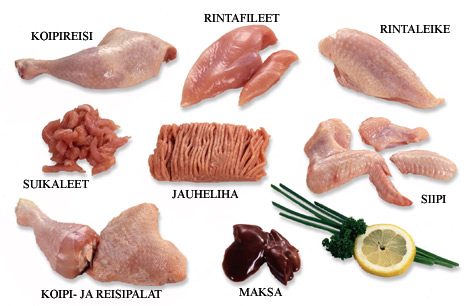 KOIPIREISI
RINTAFILEET
RINTALEIKE
SUIKALEET
JAUHELIHA
SIIPI
KOIPI- JA REISIPALAT
MAKSA